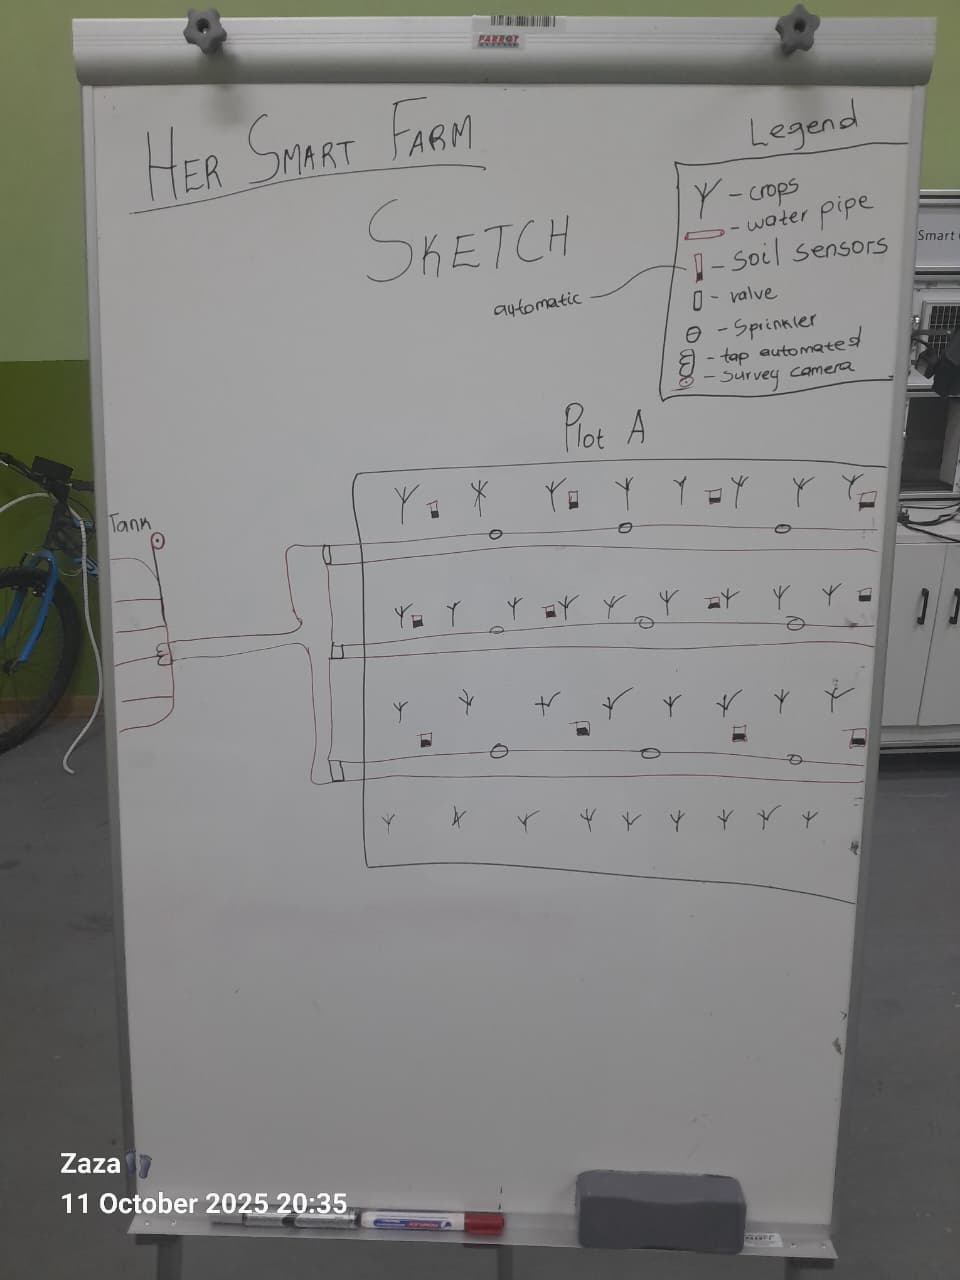 PARROT
HER SMART FARM
SKETCH
Legend
- crops
- water pipe
- Soil sensors
automatic
- valve
- Sprinkler
- tap automated
- Survey camera
Smart
Plot A
Tank
Zaza👣
11 October 2025 20:35